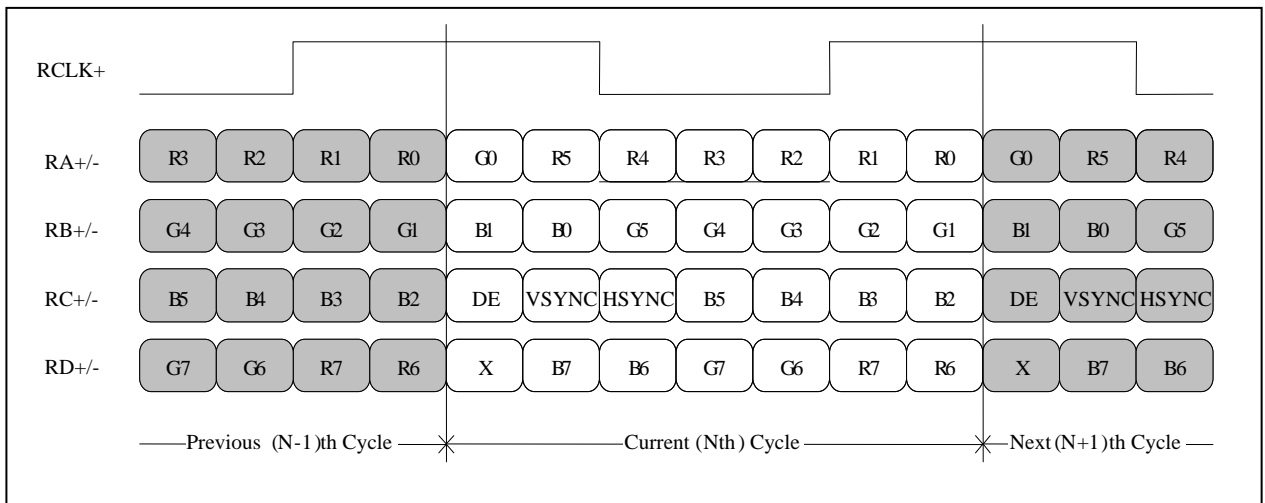 RCLK+
RA+/- R3 R2 R1 R0 G0 R5 R4 R3 R2 R1 R0 G0 R5 R4
RB+/- G4 G3 G2 G1 B1 B0 G5 G4 G3 G2 G1 B1 B0 G5
RC+/- B5 B4 B3 B2 DE VSYNC HSYNC B5 B4 B3 B2 DE VSYNC HSYNC
RD+/- G7 G6 R7 R6 X B7 B6 G7 G6 R7 R6 X B7 B6
Previous (N-1)th Cycle Current (Nth) Cycle Next (N+1)th Cycle